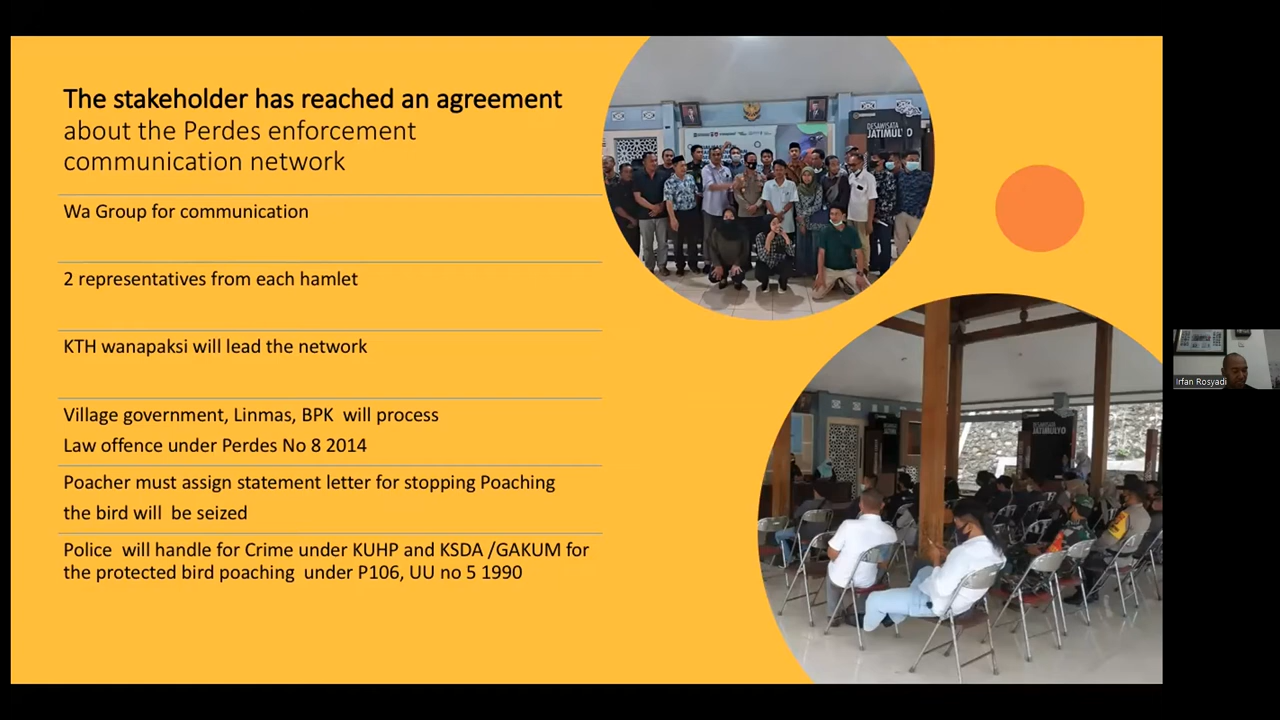 The stakeholder has reached an agreement
about the Perdes enforcement
communication network
Wa Group for communication
2 representatives from each hamlet
KTH wanapaksi will lead the network
Village government, Linmas, BPK will process
Law offence under Perdes No 8 2014
Poacher must assign statement letter for stopping Poaching
the bird will be seized
Police will handle for Crime under KUHP and KSDA /GAKUM for
the protected bird poaching under P106, UU no 5 1990
DESAWISATA
JATIMULYO
JATIMULYO
Irfan Rosyadi